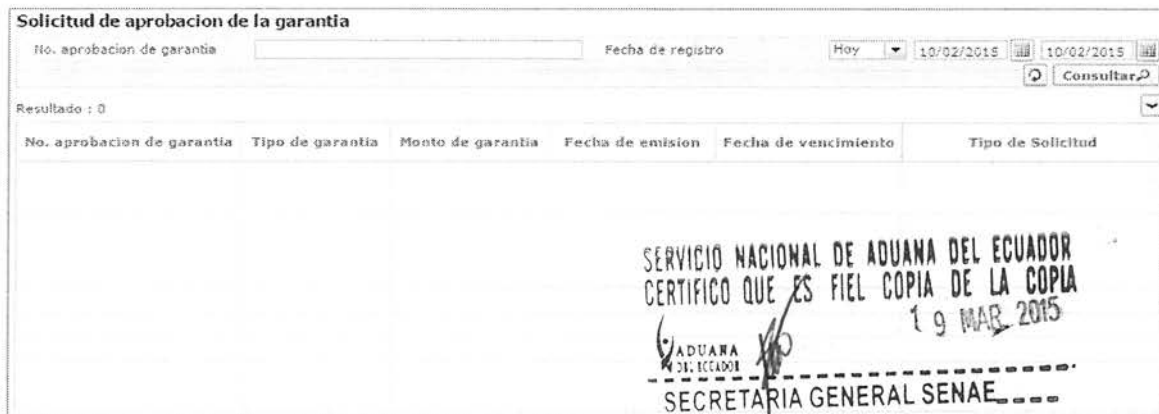 Solicitud de aprobacion de la garantia
No. aprobacion de garantia Fecha de registro Hoy 10/02/2015 10/02/2015
Consultar
Resultado : 0
No. aprobacion de garantia Tipo de garantia Monto de garantia Fecha de emision Fecha de vencimiento Tipo de Solicitud
SERVICIO NACIONAL DE ADUANA DEL ECUADOR
CERTIFICO QUE ES FIEL COPIA DE LA COPIA
19 MAR 2015
ADUANA
DEL ECUADOR
SECRETARIA GENERAL SENAE